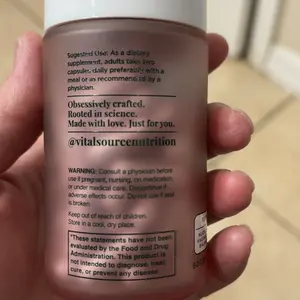 Suggested Use: As a dietary
supplement, adults take two
capsules daily preferably with a
meal or as recommended by a
physician.
Obsessively crafted.
Rooted in science.
Made with love. Just for you.
@vitalsourcenutrition
WARNING: Consult a physician before
use if pregnant, nursing, on medication,
or under medical care. Discontinue if
adverse effects occur. Do not use if seal
is broken.
Keep out of reach of children.
Store in a cool, dry place.
*These statements have not been
evaluated by the Food and Drug
Administration. This product is
not intended to diagnose, treat,
cure, or prevent any disease.